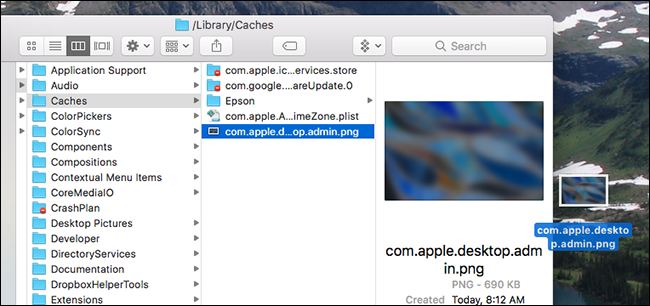 /Library/Caches
Search
Application Support
Audio
Caches
ColorPickers
ColorSync
Components
Compositions
Contextual Menu Items
CoreMediaIO
CrashPlan
Desktop Pictures
Developer
DirectoryServices
Documentation
DropboxHelperTools
Extensions
com.apple.ic...ervices.store
com.google....areUpdate.0
Epson
com.apple.A...imeZone.plist
com.apple.d...op.admin.png
com.apple.desktop.adm
in.png
PNG - 690 KB
Created Today, 8:12 AM
com.apple.deskto
p.admin.png